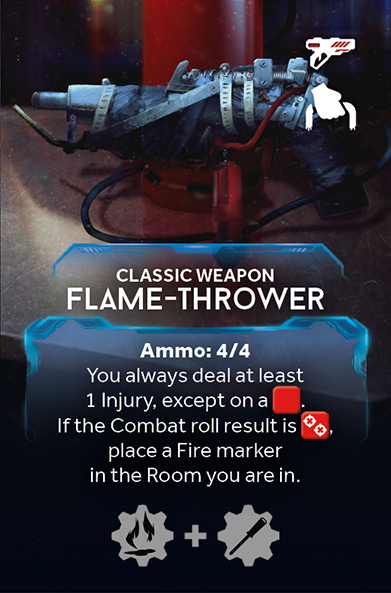 CLASSIC WEAPON
FLAME-THROWER
Ammo: 4/4
You always deal at least
1 Injury, except on a .
If the Combat roll result is ,
place a Fire marker
in the Room you are in.
+